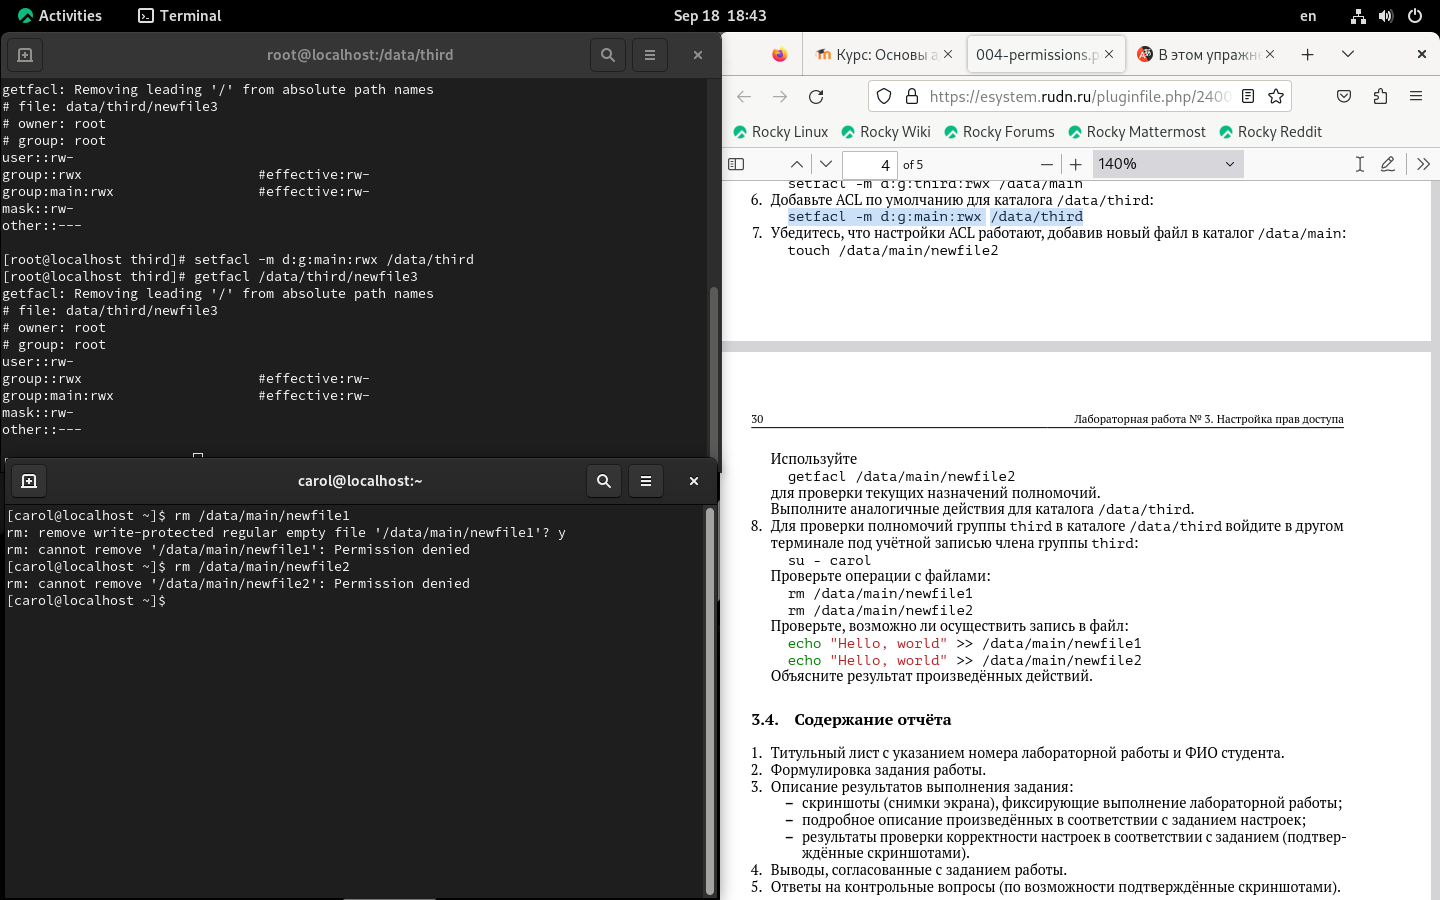 Activities
Terminal
Sep 18 18:43
en
root@localhost:/data/third
getfacl: Removing leading '/' from absolute path names
# file: data/third/newfile3
# owner: root
# group: root
user::rw-
group::rwx #effective:rw-
group:main:rwx #effective:rw-
mask::rw-
other::---
[root@localhost third]# setfacl -m d:g:main:rwx /data/third
[root@localhost third]# getfacl /data/third/newfile3
getfacl: Removing leading '/' from absolute path names
# file: data/third/newfile3
# owner: root
# group: root
user::rw-
group::rwx #effective:rw-
group:main:rwx #effective:rw-
mask::rw-
other::---
carol@localhost:~
[carol@localhost ~]$ rm /data/main/newfile1
rm: remove write-protected regular empty file '/data/main/newfile1'? y
rm: cannot remove '/data/main/newfile1': Permission denied
[carol@localhost ~]$ rm /data/main/newfile2
rm: cannot remove '/data/main/newfile2': Permission denied
[carol@localhost ~]$
Курс: Основы а
004-permissions.p
В этом упражне
https://esystem.rudn.ru/pluginfile.php/2400
Rocky Linux
Rocky Wiki
Rocky Forums
Rocky Mattermost
Rocky Reddit
4 of 5
140%
setfacl -m d:g:third:rwx /data/main
6. Добавьте ACL по умолчанию для каталога /data/third:
setfacl -m d:g:main:rwx /data/third
7. Убедитесь, что настройки ACL работают, добавив новый файл в каталог /data/main:
touch /data/main/newfile2
30 Лабораторная работа № 3. Настройка прав доступа
Используйте
getfacl /data/main/newfile2
для проверки текущих назначений полномочий.
Выполните аналогичные действия для каталога /data/third.
8. Для проверки полномочий группы third в каталоге /data/third войдите в другом
терминале под учётной записью члена группы third:
su - carol
Проверьте операции с файлами:
rm /data/main/newfile1
rm /data/main/newfile2
Проверьте, возможно ли осуществить запись в файл:
echo "Hello, world" >> /data/main/newfile1
echo "Hello, world" >> /data/main/newfile2
Объясните результат произведённых действий.
3.4. Содержание отчёта
1. Титульный лист с указанием номера лабораторной работы и ФИО студента.
2. Формулировка задания работы.
3. Описание результатов выполнения задания:
– скриншоты (снимки экрана), фиксирующие выполнение лабораторной работы;
– подробное описание произведённых в соответствии с заданием настроек;
– результаты проверки корректности настроек в соответствии с заданием (подтвер-
ждённые скриншотами).
4. Выводы, согласованные с заданием работы.
5. Ответы на контрольные вопросы (по возможности подтверждённые скриншотами).